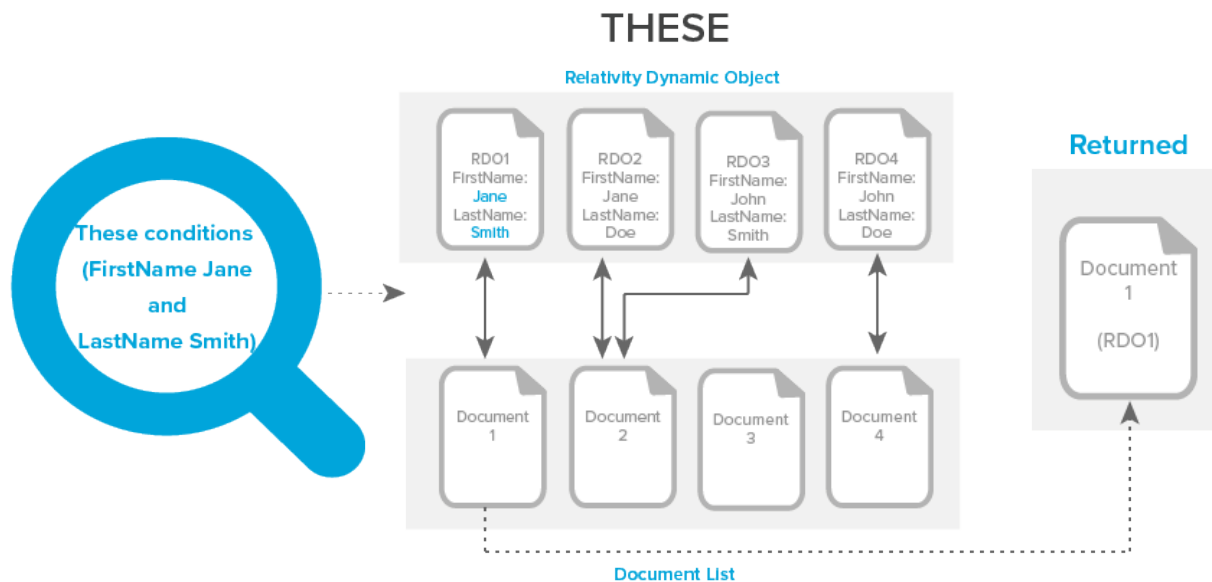 THESE
Relativity Dynamic Object
These conditions
(FirstName Jane
and
LastName Smith)
RDO1
FirstName:
Jane
LastName:
Smith
RDO2
FirstName:
Jane
LastName:
Doe
RDO3
FirstName:
John
LastName:
Smith
RDO4
FirstName:
John
LastName:
Doe
Document
1
Document
2
Document
3
Document
4
Document List
Returned
Document
1
(RDO1)